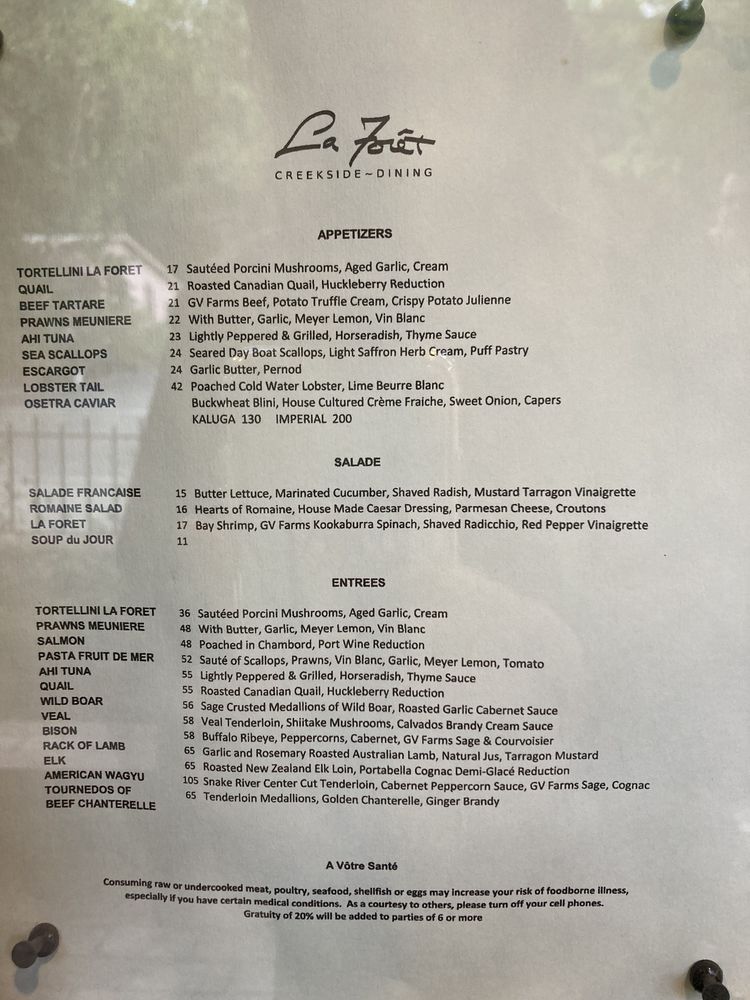 La Forêt
CREEKSIDE~DINING
APPETIZERS
TORTELLINI LA FORET 17 Sautéed Porcini Mushrooms, Aged Garlic, Cream
QUAIL 21 Roasted Canadian Quail, Huckleberry Reduction
BEEF TARTARE 21 GV Farms Beef, Potato Truffle Cream, Crispy Potato Julienne
PRAWNS MEUNIERE 22 With Butter, Garlic, Meyer Lemon, Vin Blanc
AHI TUNA 23 Lightly Peppered & Grilled, Horseradish, Thyme Sauce
SEA SCALLOPS 24 Seared Day Boat Scallops, Light Saffron Herb Cream, Puff Pastry
ESCARGOT 24 Garlic Butter, Pernod
LOBSTER TAIL 42 Poached Cold Water Lobster, Lime Beurre Blanc
OSETRA CAVIAR Buckwheat Blini, House Cultured Crème Fraiche, Sweet Onion, Capers
KALUGA 130 IMPERIAL 200
SALADE
SALADE FRANCAISE 15 Butter Lettuce, Marinated Cucumber, Shaved Radish, Mustard Tarragon Vinaigrette
ROMAINE SALAD 16 Hearts of Romaine, House Made Caesar Dressing, Parmesan Cheese, Croutons
LA FORET 17 Bay Shrimp, GV Farms Kookaburra Spinach, Shaved Radicchio, Red Pepper Vinaigrette
SOUP du JOUR 11
ENTREES
TORTELLINI LA FORET 36 Sautéed Porcini Mushrooms, Aged Garlic, Cream
PRAWNS MEUNIERE 48 With Butter, Garlic, Meyer Lemon, Vin Blanc
SALMON 48 Poached in Chambord, Port Wine Reduction
PASTA FRUIT DE MER 52 Sauté of Scallops, Prawns, Vin Blanc, Garlic, Meyer Lemon, Tomato
AHI TUNA 55 Lightly Peppered & Grilled, Horseradish, Thyme Sauce
QUAIL 55 Roasted Canadian Quail, Huckleberry Reduction
WILD BOAR 56 Sage Crusted Medallions of Wild Boar, Roasted Garlic Cabernet Sauce
VEAL 58 Veal Tenderloin, Shiitake Mushrooms, Calvados Brandy Cream Sauce
BISON 58 Buffalo Ribeye, Peppercorns, Cabernet, GV Farms Sage & Courvoisier
RACK OF LAMB 65 Garlic and Rosemary Roasted Australian Lamb, Natural Jus, Tarragon Mustard
ELK 65 Roasted New Zealand Elk Loin, Portabella Cognac Demi-Glacé Reduction
AMERICAN WAGYU 105 Snake River Center Cut Tenderloin, Cabernet Peppercorn Sauce, GV Farms Sage, Cognac
TOURNEDOS OF 65 Tenderloin Medallions, Golden Chanterelle, Ginger Brandy
BEEF CHANTERELLE
A Vôtre Santé
Consuming raw or undercooked meat, poultry, seafood, shellfish or eggs may increase your risk of foodborne illness,
especially if you have certain medical conditions. As a courtesy to others, please turn off your cell phones.
Gratuity of 20% will be added to parties of 6 or more